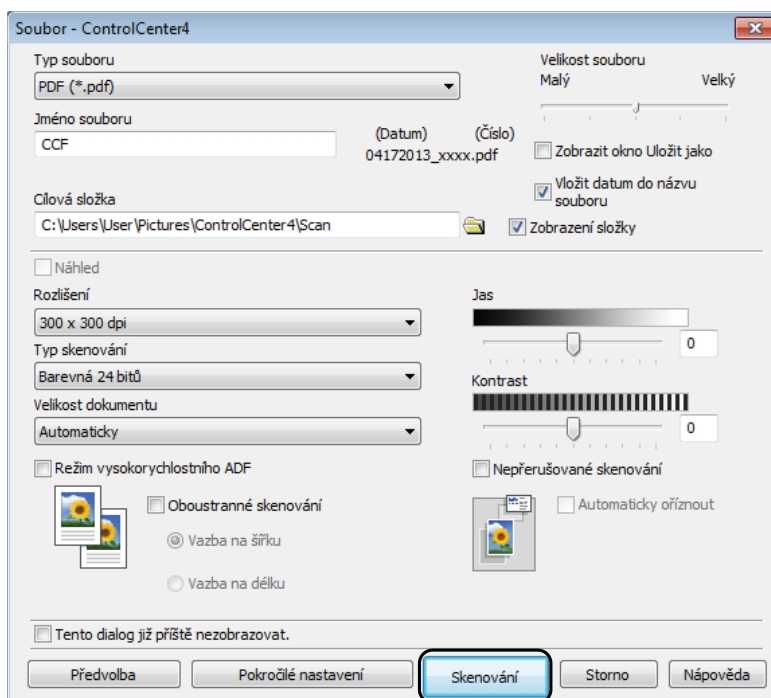 Soubor - ControlCenter4
Typ souboru
PDF (*.pdf)
Velikost souboru
Malý Velký
Jméno souboru
CCF
(Datum) (Číslo)
04172013_xxxx.pdf
Zobrazit okno Uložit jako
Vložit datum do názvu
souboru
Cílová složka
C:\Users\User\Pictures\ControlCenter4\Scan
Zobrazení složky
Náhled
Rozlišení
300 x 300 dpi
Typ skenování
Barevná 24 bitů
Velikost dokumentu
Automaticky
Jas
0
Kontrast
0
Režim vysokorychlostního ADF
Oboustranné skenování
Vazba na šířku
Vazba na délku
Nepřerušované skenování
Automaticky oříznout
Tento dialog již příště nezobrazovat.
Předvolba Pokročilé nastavení Skenování Storno Nápověda